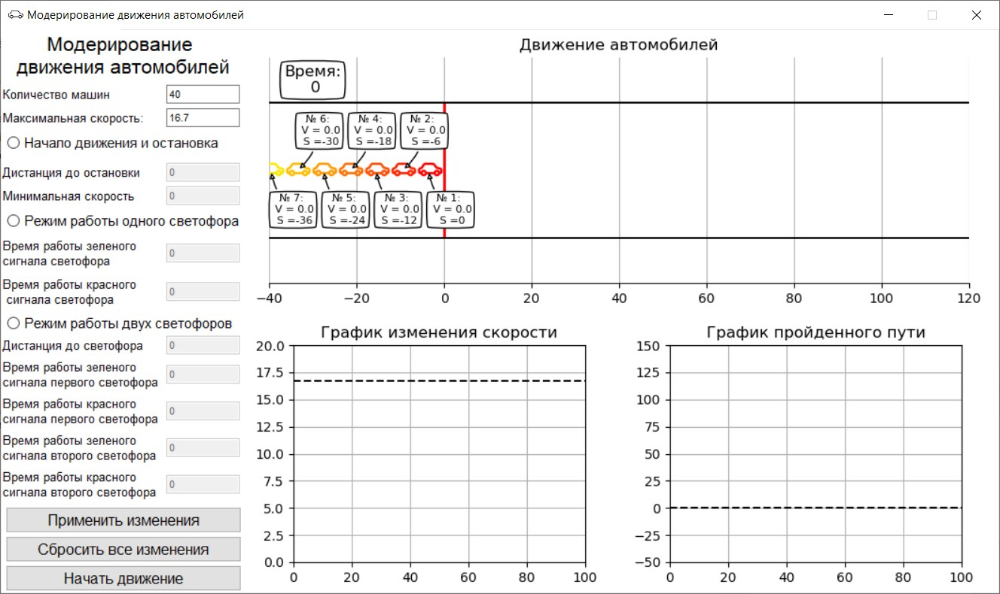 Модерирование движения автомобилей
Модерирование
движения автомобилей
Количество машин
40
Максимальная скорость:
16.7
Начало движения и остановка
Дистанция до остановки
0
Минимальная скорость
0
Режим работы одного светофора
Время работы зеленого
сигнала светофора
0
Время работы красного
сигнала светофора
0
Режим работы двух светофоров
Дистанция до светофора
0
Время работы зеленого
сигнала первого светофора
0
Время работы красного
сигнала первого светофора
0
Время работы зеленого
сигнала второго светофора
0
Время работы красного
сигнала второго светофора
0
Применить изменения
Сбросить все изменения
Начать движение
Движение автомобилей
Время:
0
№ 6:
V = 0.0
S =-30
№ 4:
V = 0.0
S =-18
№ 2:
V = 0.0
S =-6
№ 7:
V = 0.0
S =-36
№ 5:
V = 0.0
S =-24
№ 3:
V = 0.0
S =-12
№ 1:
V = 0.0
S =0
−40 −20 0 20 40 60 80 100 120
График изменения скорости
20.0
17.5
15.0
12.5
10.0
7.5
5.0
2.5
0.0
0 20 40 60 80 100
График пройденного пути
150
125
100
75
50
25
0
−25
−50
0 20 40 60 80 100